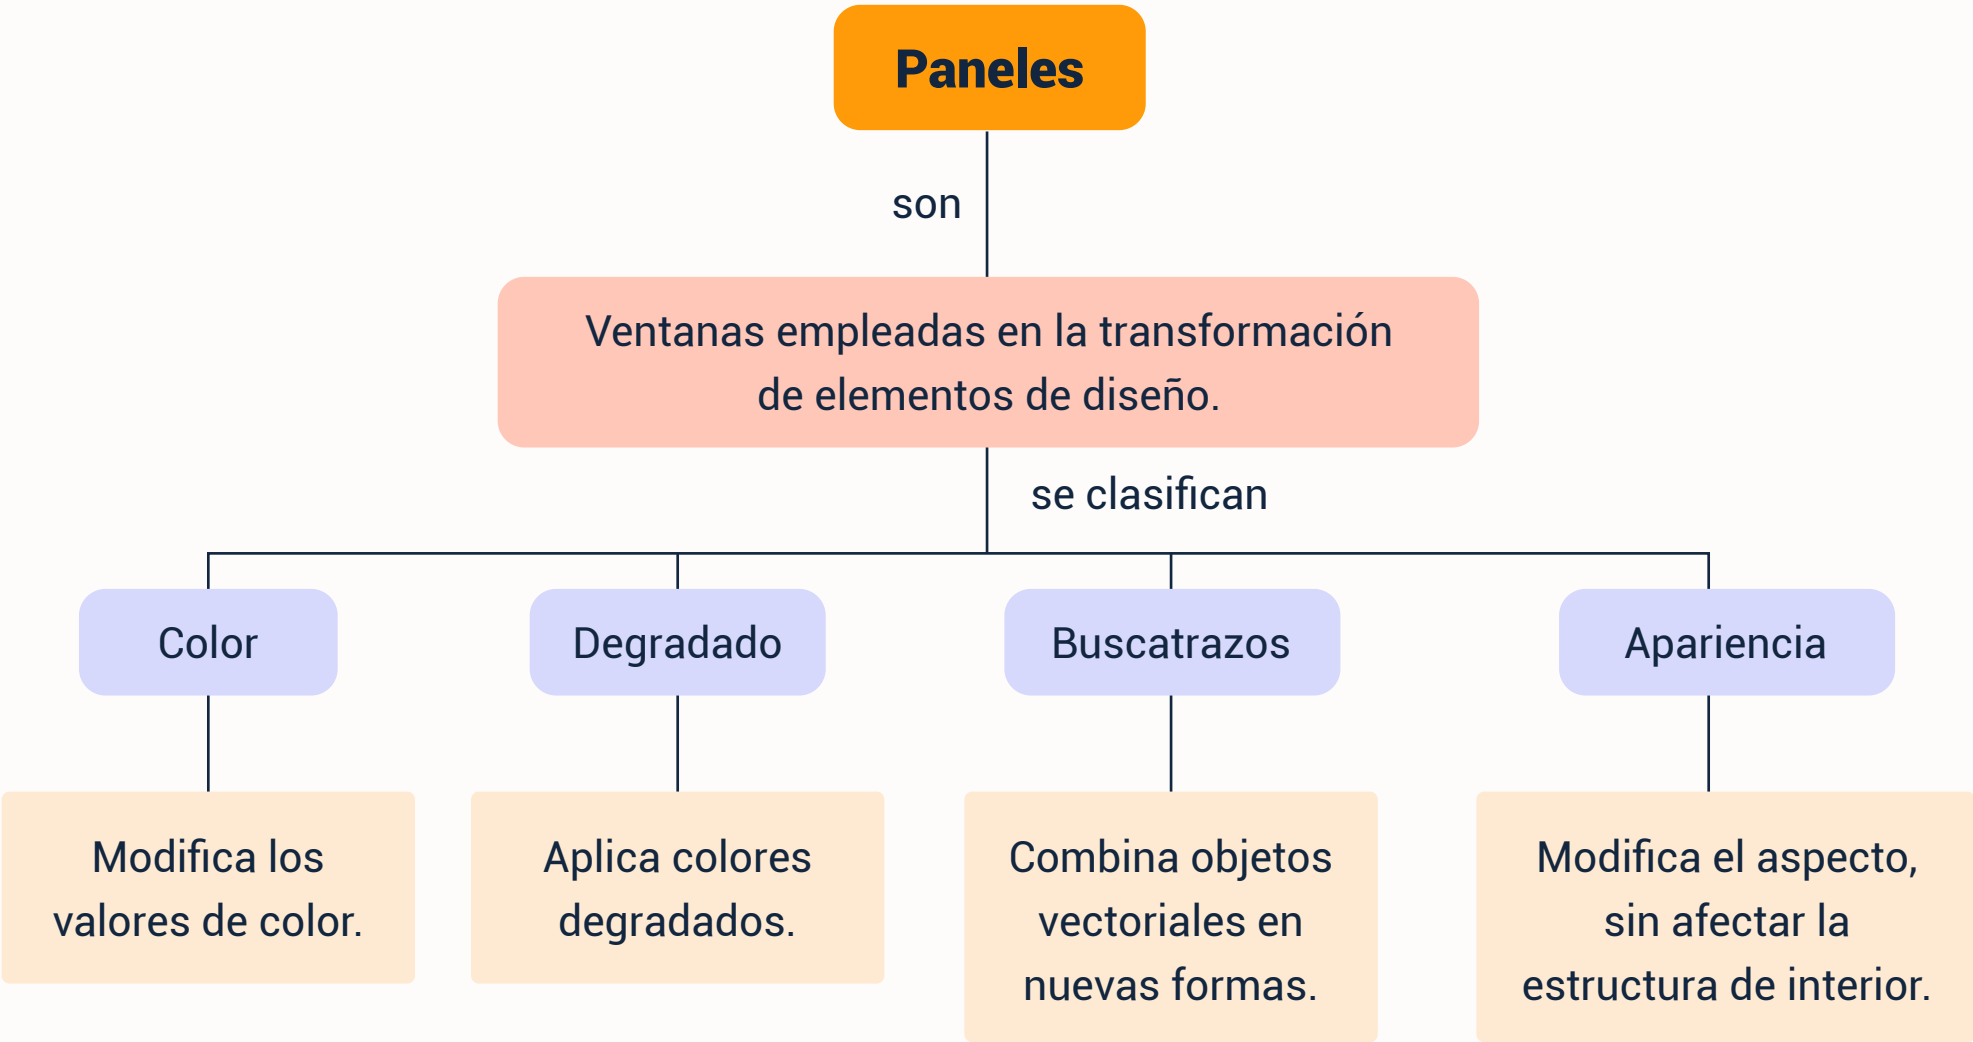 Paneles
son
Ventanas empleadas en la transformación
de elementos de diseño.
se clasifican
Color
Degradado
Buscatrazos
Apariencia
Modifica los
valores de color.
Aplica colores
degradados.
Combina objetos
vectoriales en
nuevas formas.
Modifica el aspecto,
sin afectar la
estructura de interior.